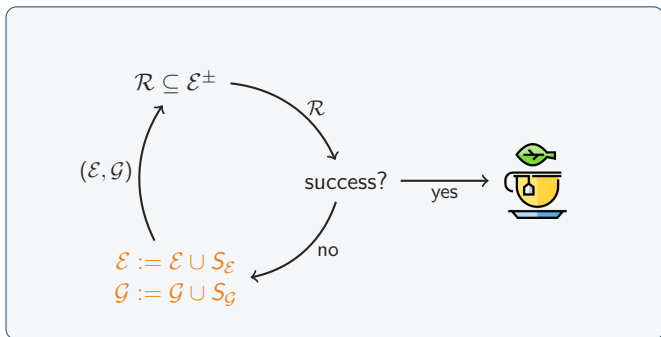 ℛ ⊆ ℰ±
ℛ
(ℰ, 𝒢)
success?
yes
no
ℰ := ℰ ∪ S_ℰ
𝒢 := 𝒢 ∪ S_𝒢